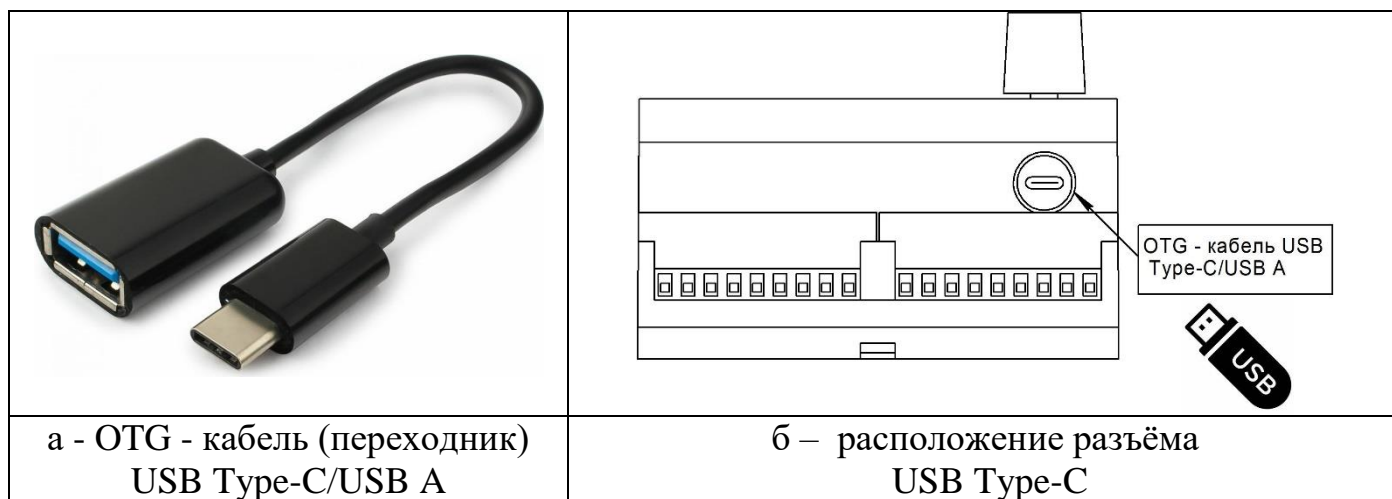 OTG - кабель USB
Type-C/USB A
USB
а - OTG - кабель (переходник)
USB Type-C/USB A
б – расположение разъёма
USB Type-C